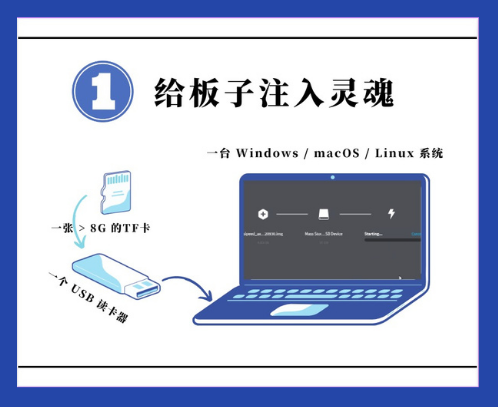 1 给板子注入灵魂
一台 Windows / macOS / Linux 系统
一张 > 8G 的TF卡
Starting...
一个 USB 读卡器